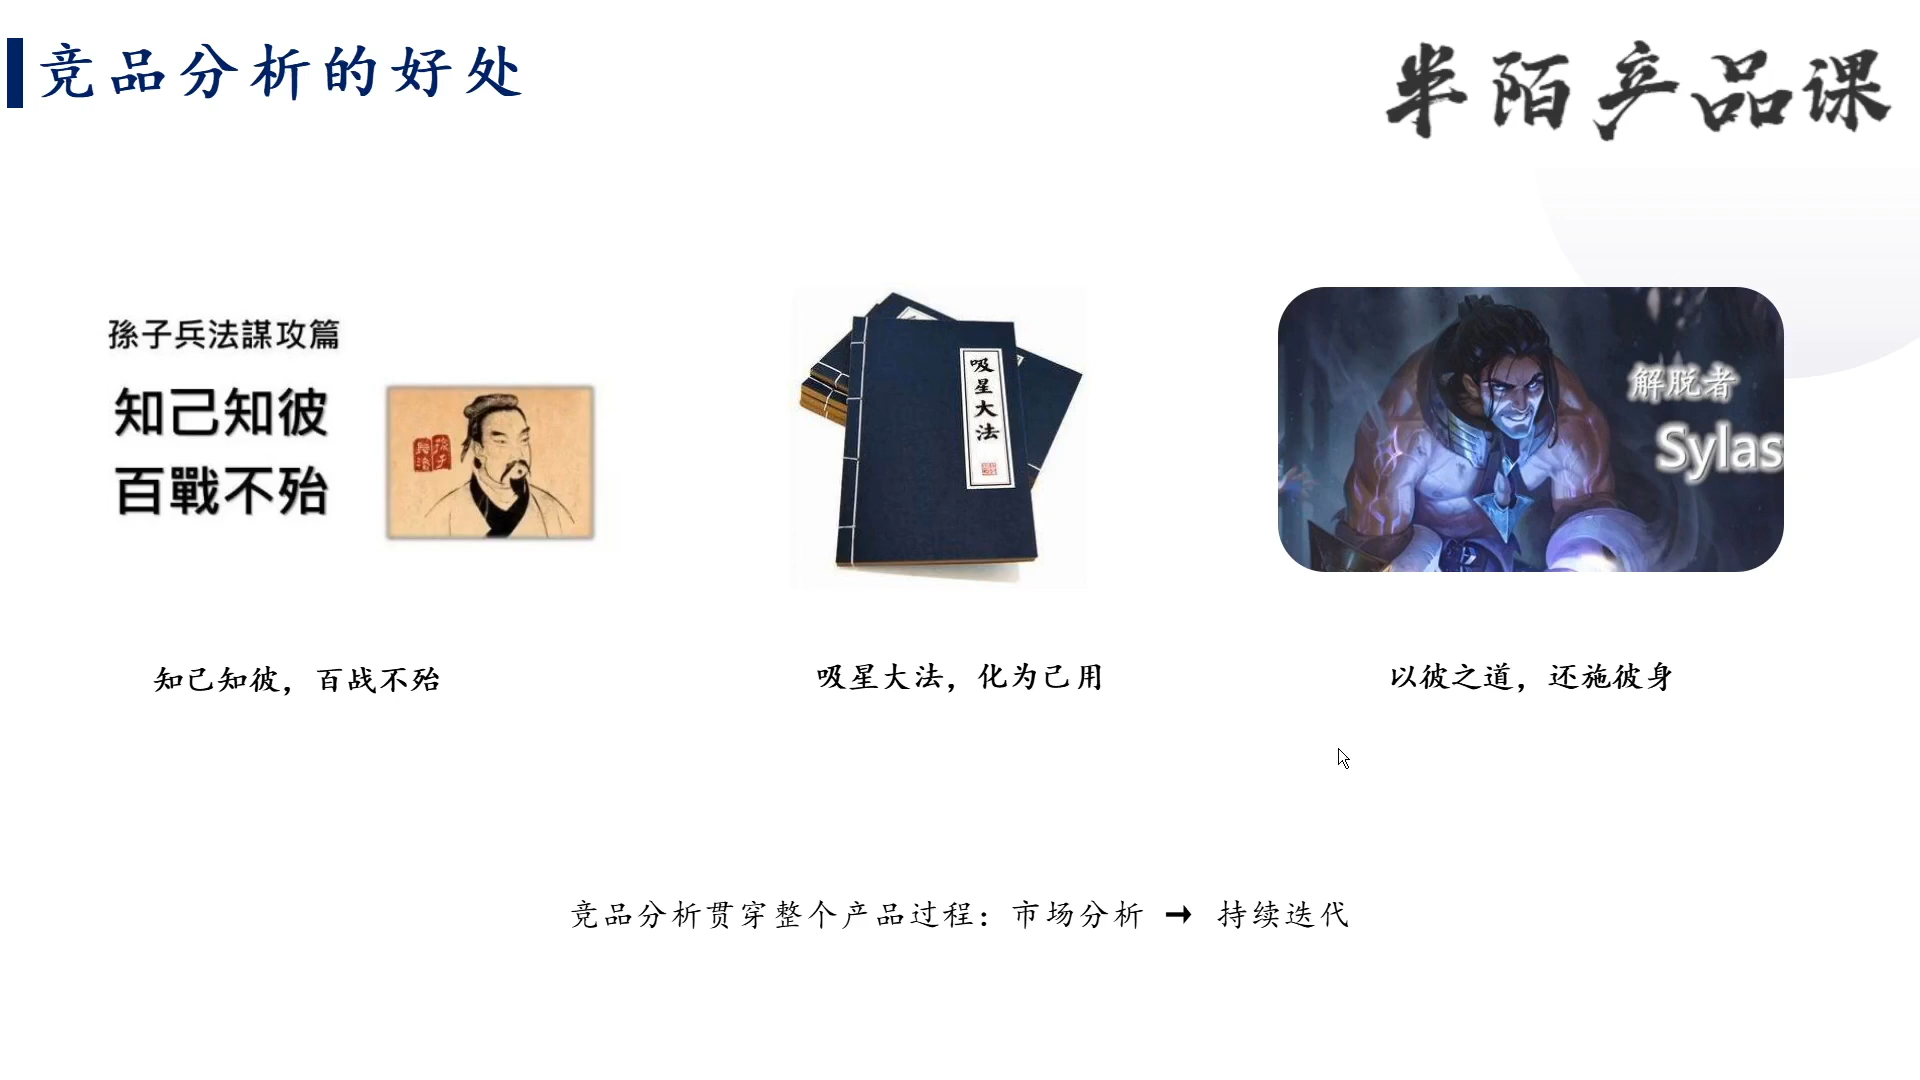 竞品分析的好处
半陌产品课
孫子兵法謀攻篇
知己知彼
百戰不殆
孫子
兵法
吸星大法
解脱者
Sylas
知己知彼，百战不殆
吸星大法，化为己用
以彼之道，还施彼身
竞品分析贯穿整个产品过程：市场分析 → 持续迭代